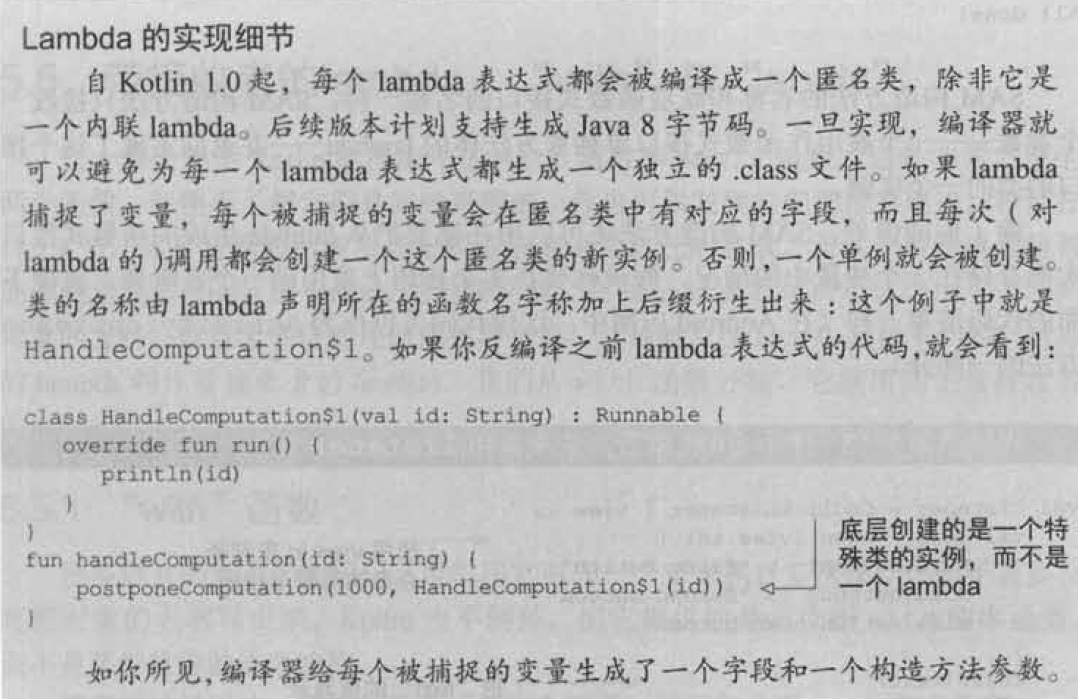 Lambda 的实现细节
自 Kotlin 1.0 起，每个 lambda 表达式都会被编译成一个匿名类，除非它是
一个内联 lambda。后续版本计划支持生成 Java 8 字节码。一旦实现，编译器就
可以避免为每一个 lambda 表达式都生成一个独立的 .class 文件。如果 lambda
捕捉了变量，每个被捕捉的变量会在匿名类中有对应的字段，而且每次（对
lambda 的）调用都会创建一个这个匿名类的新实例。否则，一个单例就会被创建。
类的名称由 lambda 声明所在的函数名字称加上后缀衍生出来：这个例子中就是
HandleComputation$1。如果你反编译之前 lambda 表达式的代码，就会看到：
class HandleComputation$1(val id: String) : Runnable {
override fun run() {
println(id)
}
}
fun handleComputation(id: String) {
postponeComputation(1000, HandleComputation$1(id))
}
底层创建的是一个特
殊类的实例，而不是
一个 lambda
如你所见，编译器给每个被捕捉的变量生成了一个字段和一个构造方法参数。